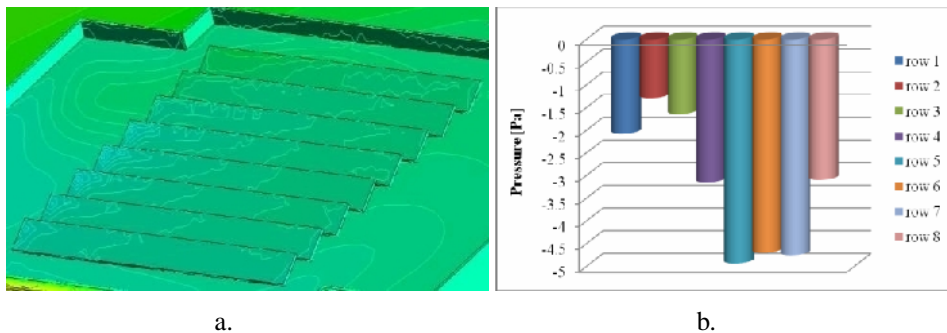 0
-0.5
-1
-1.5
-2
-2.5
-3
-3.5
-4
-4.5
-5
Pressure [Pa]
row 1
row 2
row 3
row 4
row 5
row 6
row 7
row 8
a.
b.